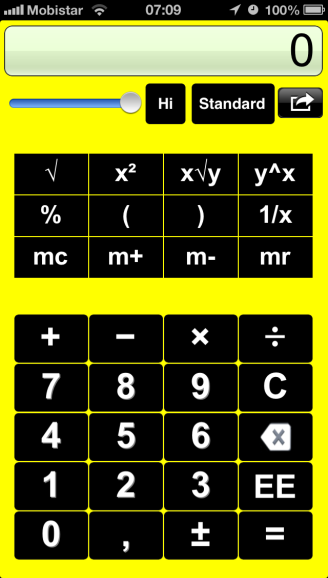 Mobistar 07:09 100%
0
Hi Standard
√ x² x√y y^x
% ( ) 1/x
mc m+ m- mr
+ − × ÷
7 8 9 C
4 5 6 x
1 2 3 EE
0 , ± =